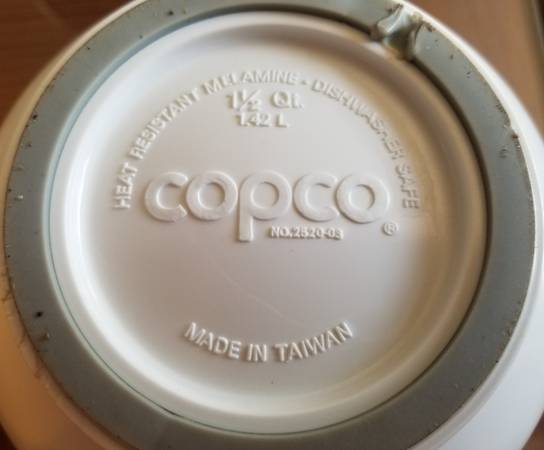 HEAT RESISTANT MELAMINE - DISHWASHER SAFE
1½ Qt.
1.42 L
copco®
NO.2520-03
MADE IN TAIWAN